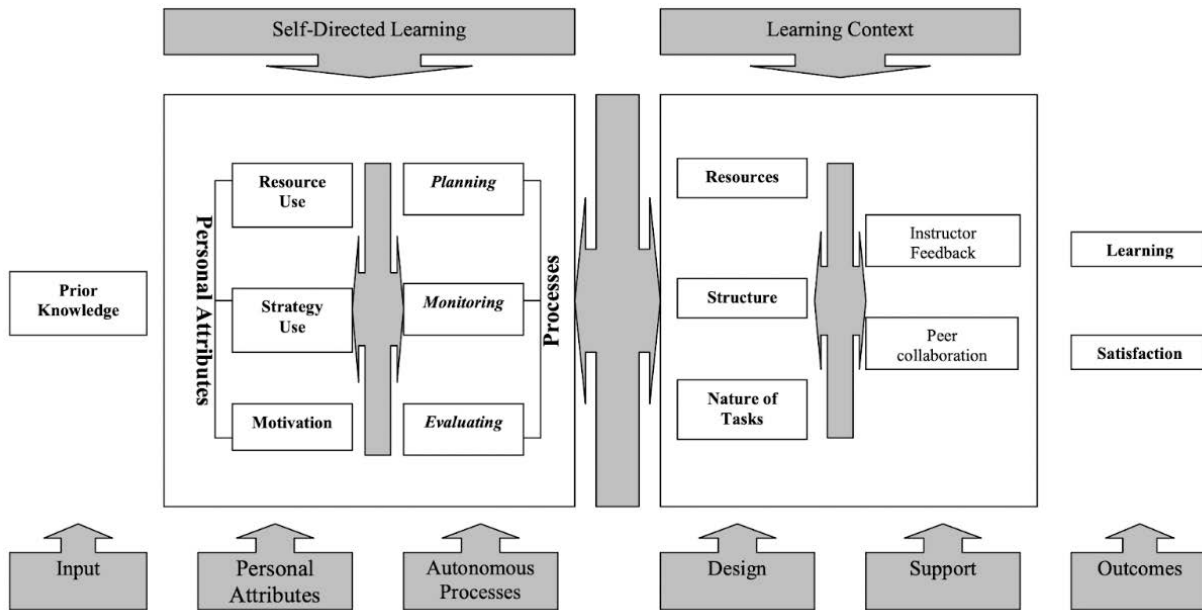 Self-Directed Learning
Learning Context
Personal Attributes
Resource
Use
Strategy
Use
Motivation
Planning
Monitoring
Evaluating
Processes
Prior
Knowledge
Resources
Structure
Nature of
Tasks
Instructor
Feedback
Peer
collaboration
Learning
Satisfaction
Input
Personal
Attributes
Autonomous
Processes
Design
Support
Outcomes